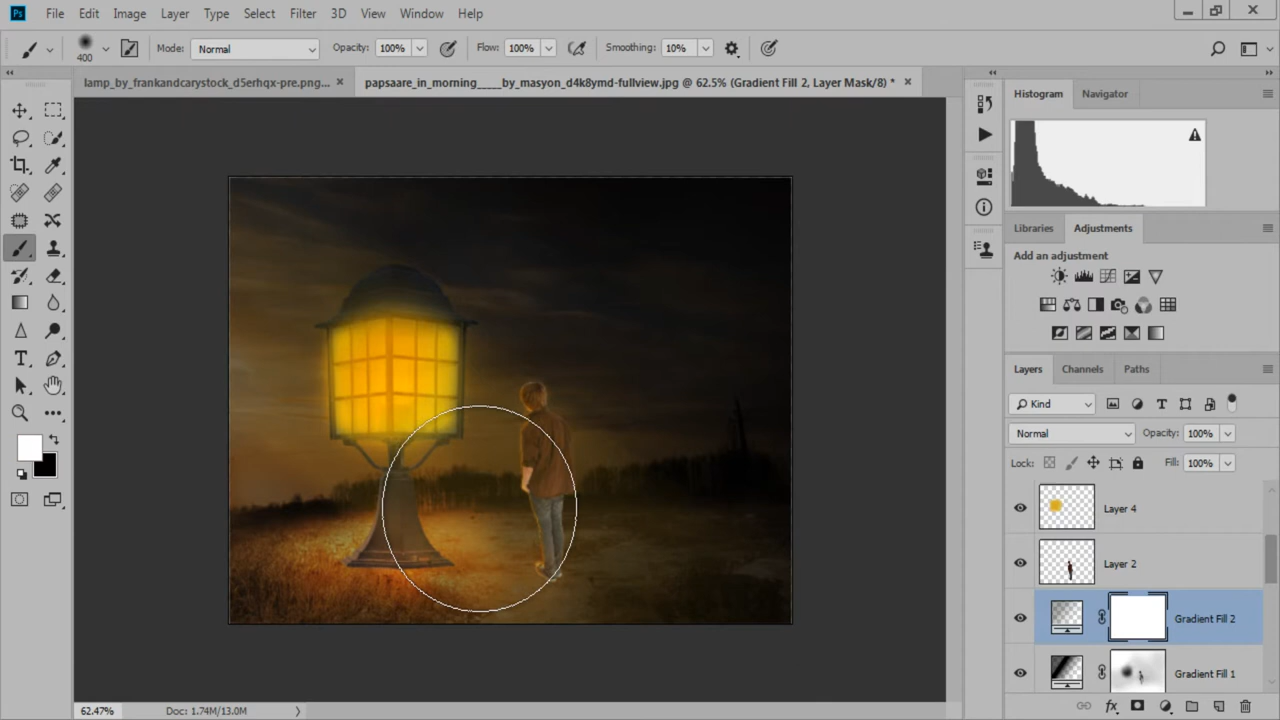 Ps File Edit Image Layer Type Select Filter 3D View Window Help
400 Mode: Normal Opacity: 100% Flow: 100% Smoothing: 10%
lamp_by_frankandcarystock_d5erhqx-pre.png... papsaare_in_morning_____by_masyon_d4k8ymd-fullview.jpg @ 62.5% (Gradient Fill 2, Layer Mask/8) *
Histogram Navigator
Libraries Adjustments
Add an adjustment
Layers Channels Paths
Kind
Normal Opacity: 100%
Lock: Fill: 100%
Layer 4
Layer 2
Gradient Fill 2
Gradient Fill 1
fx
62.47% Doc: 1.74M/13.0M